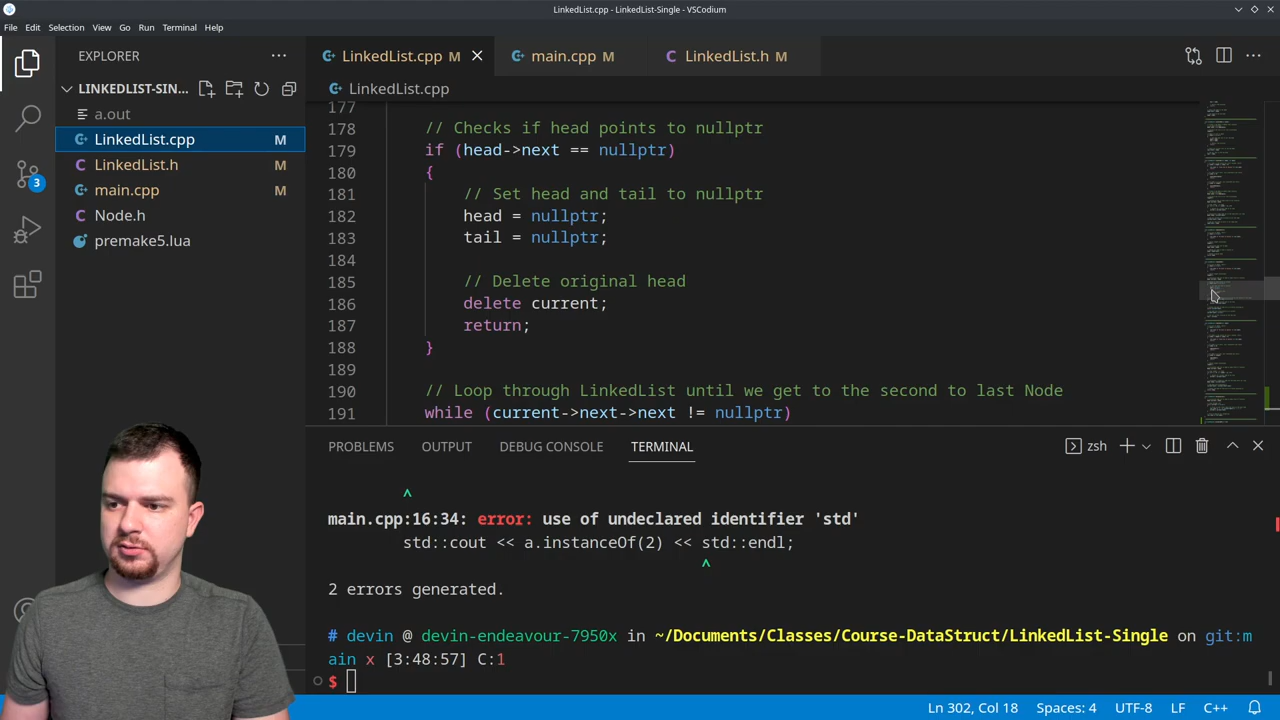 LinkedList.cpp - LinkedList-Single - VSCodium
File Edit Selection View Go Run Terminal Help
EXPLORER
LinkedList.cpp M
main.cpp M
LinkedList.h M
LINKEDLIST-SIN...
LinkedList.cpp
a.out
LinkedList.cpp M
LinkedList.h M
main.cpp M
Node.h
premake5.lua
3
177
178 // Checks if head points to nullptr
179 if (head->next == nullptr)
180 {
181 // Set head and tail to nullptr
182 head = nullptr;
183 tail = nullptr;
184
185 // Delete original head
186 delete current;
187 return;
188 }
189
190 // Loop through LinkedList until we get to the second to last Node
191 while (current->next->next != nullptr)
PROBLEMS OUTPUT DEBUG CONSOLE TERMINAL
zsh
^
main.cpp:16:34: error: use of undeclared identifier 'std'
std::cout << a.instanceOf(2) << std::endl;
^
2 errors generated.
# devin @ devin-endeavour-7950x in ~/Documents/Classes/Course-DataStruct/LinkedList-Single on git:m
ain x [3:48:57] C:1
$
Ln 302, Col 18 Spaces: 4 UTF-8 LF C++